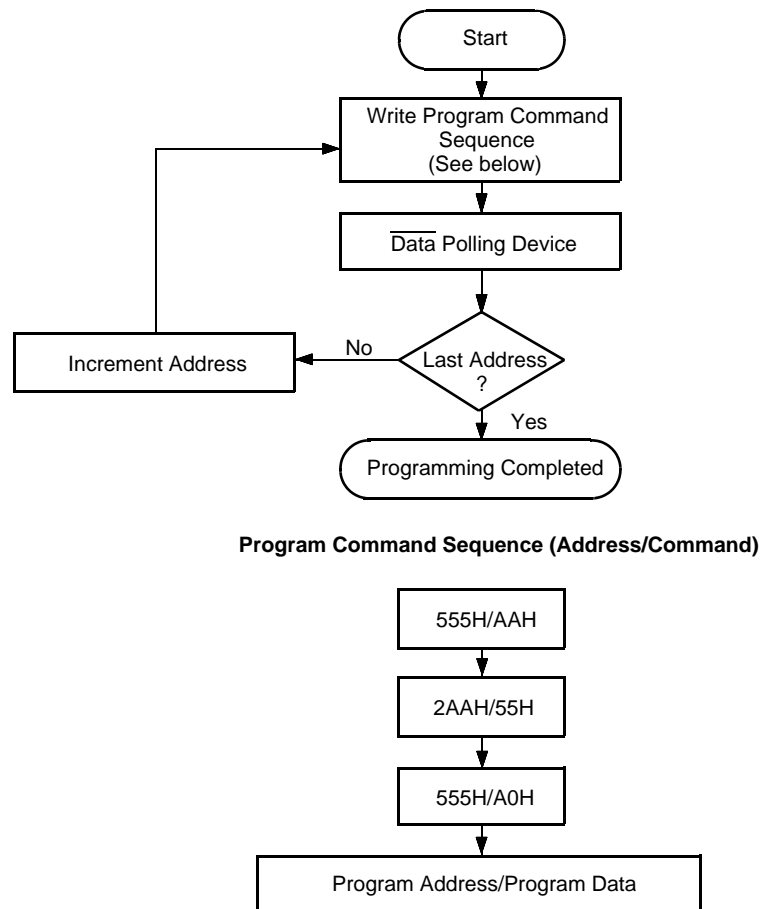 Start
Write Program Command
Sequence
(See below)
Data Polling Device
Increment Address
No
Last Address
?
Yes
Programming Completed
Program Command Sequence (Address/Command)
555H/AAH
2AAH/55H
555H/A0H
Program Address/Program Data